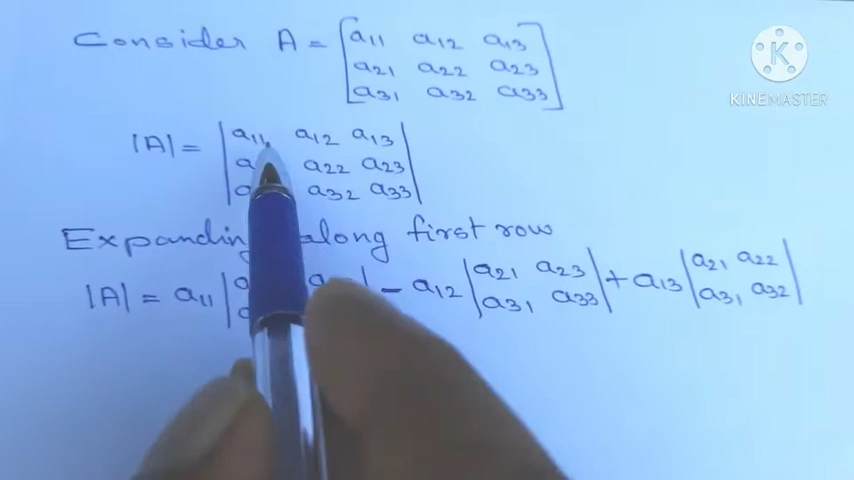 Consider A = [a11 a12 a13
a21 a22 a23
a31 a32 a33]
KINEMASTER
|A| = |a11 a12 a13
a22 a23
a32 a33|
Expanding along first row
|A| = a11 | | - a12 |a21 a23 + a13 |a21 a22
a31 a33| a31 a32|